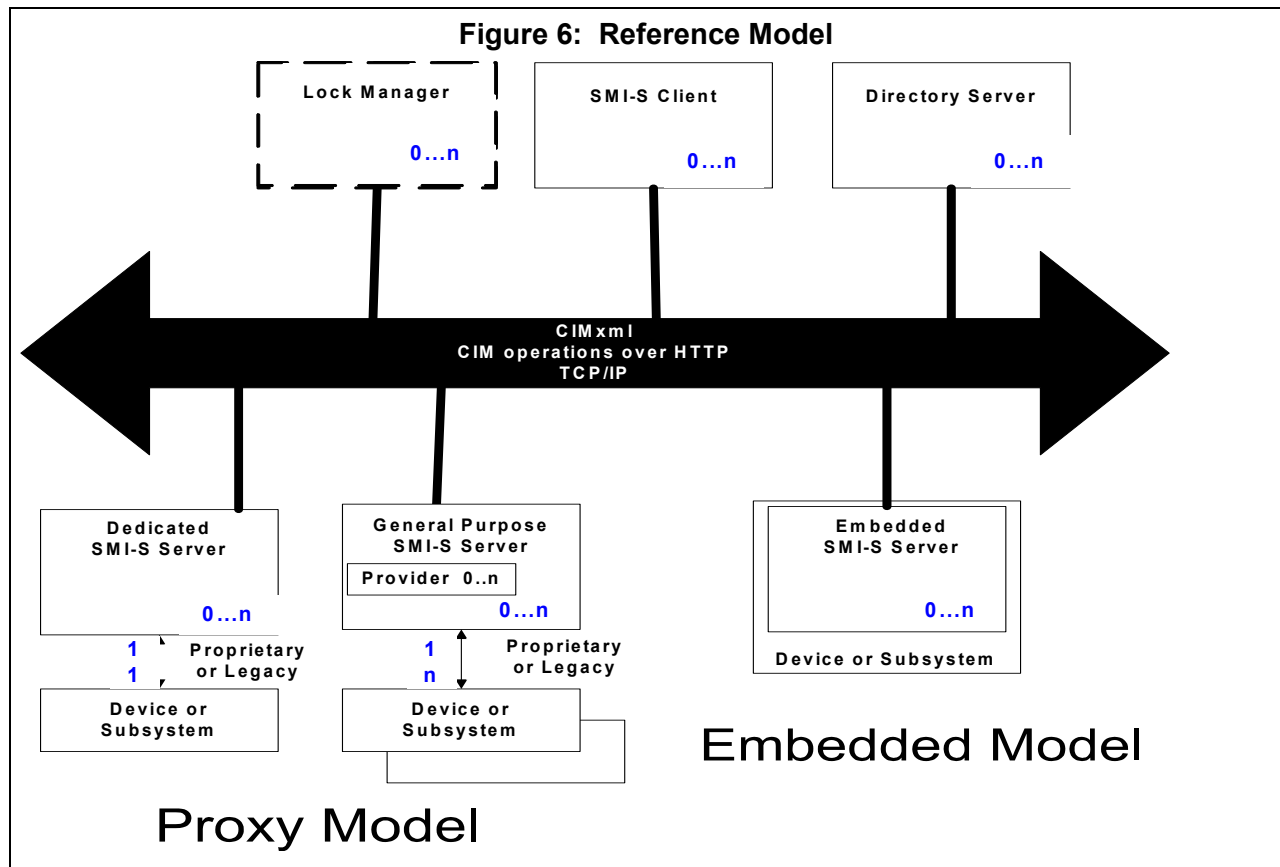 Figure 6: Reference Model
Lock Manager
0...n
SMI-S Client
0...n
Directory Server
0...n
CIMxml
CIM operations over HTTP
TCP/IP
Dedicated
SMI-S Server
0...n
1
1
Proprietary
or Legacy
Device or
Subsystem
General Purpose
SMI-S Server
Provider 0..n
0...n
1
n
Proprietary
or Legacy
Device or
Subsystem
Embedded
SMI-S Server
0...n
Device or Subsystem
Embedded Model
Proxy Model